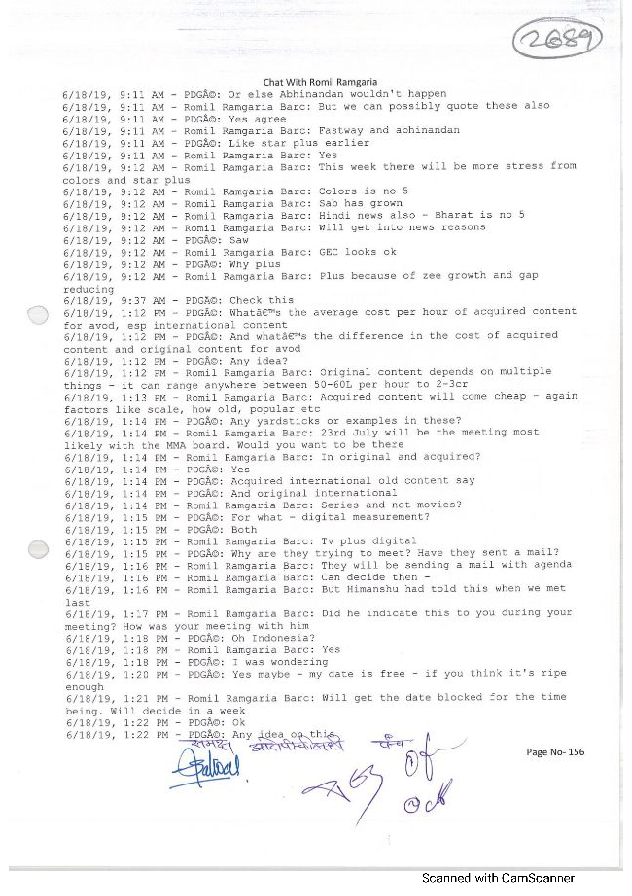 2689
Chat With Romil Ramgaria
6/18/19, 9:11 AM - PDGÂ©: Or else Abhinandan wouldn't happen
6/18/19, 9:11 AM - Romil Ramgaria Barc: But we can possibly quote these also
6/18/19, 9:11 AM - PDGÂ©: Yes agree
6/18/19, 9:11 AM - Romil Ramgaria Barc: Fastway and abhinandan
6/18/19, 9:11 AM - PDGÂ©: Like star plus earlier
6/18/19, 9:11 AM - Romil Ramgaria Barc: Yes
6/18/19, 9:12 AM - Romil Ramgaria Barc: This week there will be more stress from
colors and star plus
6/18/19, 9:12 AM - Romil Ramgaria Barc: Colors is no 5
6/18/19, 9:12 AM - Romil Ramgaria Barc: Sab has grown
6/18/19, 9:12 AM - Romil Ramgaria Barc: Hindi news also - Bharat is no 5
6/18/19, 9:12 AM - Romil Ramgaria Barc: Will get into news reasons
6/18/19, 9:12 AM - PDGÂ©: Saw
6/18/19, 9:12 AM - Romil Ramgaria Barc: GEC looks ok
6/18/19, 9:12 AM - PDGÂ©: Why plus
6/18/19, 9:12 AM - Romil Ramgaria Barc: Plus because of zee growth and gap
reducing
6/18/19, 9:37 AM - PDGÂ©: Check this
6/18/19, 1:12 PM - PDGÂ©: Whatâ€™s the average cost per hour of acquired content
for avod, esp international content
6/18/19, 1:12 PM - PDGÂ©: And whatâ€™s the difference in the cost of acquired
content and original content for avod
6/18/19, 1:12 PM - PDGÂ©: Any idea?
6/18/19, 1:12 PM - Romil Ramgaria Barc: Original content depends on multiple
things - it can range anywhere between 50-60L per hour to 2-3cr
6/18/19, 1:13 PM - Romil Ramgaria Barc: Acquired content will come cheap - again
factors like scale, how old, popular etc
6/18/19, 1:14 PM - PDGÂ©: Any yardsticks or examples in these?
6/18/19, 1:14 PM - Romil Ramgaria Barc: 23rd July will be the meeting most
likely with the MMA board. Would you want to be there
6/18/19, 1:14 PM - Romil Ramgaria Barc: In original and acquired?
6/18/19, 1:14 PM - PDGÂ©: Yes
6/18/19, 1:14 PM - PDGÂ©: Acquired international old content say
6/18/19, 1:14 PM - PDGÂ©: And original international
6/18/19, 1:14 PM - Romil Ramgaria Barc: Series and not movies?
6/18/19, 1:15 PM - PDGÂ©: For what - digital measurement?
6/18/19, 1:15 PM - PDGÂ©: Both
6/18/19, 1:15 PM - Romil Ramgaria Barc: Tv plus digital
6/18/19, 1:15 PM - PDGÂ©: Why are they trying to meet? Have they sent a mail?
6/18/19, 1:16 PM - Romil Ramgaria Barc: They will be sending a mail with agenda
6/18/19, 1:16 PM - Romil Ramgaria Barc: Can decide then -
6/18/19, 1:16 PM - Romil Ramgaria Barc: But Himanshu had told this when we met
last
6/18/19, 1:17 PM - Romil Ramgaria Barc: Did he indicate this to you during your
meeting? How was your meeting with him
6/18/19, 1:18 PM - PDGÂ©: Oh Indonesia?
6/18/19, 1:18 PM - Romil Ramgaria Barc: Yes
6/18/19, 1:18 PM - PDGÂ©: I was wondering
6/18/19, 1:20 PM - PDGÂ©: Yes maybe - my date is free - if you think it's ripe
enough
6/18/19, 1:21 PM - Romil Ramgaria Barc: Will get the date blocked for the time
being. Will decide in a week
6/18/19, 1:22 PM - PDGÂ©: Ok
6/18/19, 1:22 PM - PDGÂ©: Any idea on this
समक्ष पंच
Page No- 156
Scanned with CamScanner